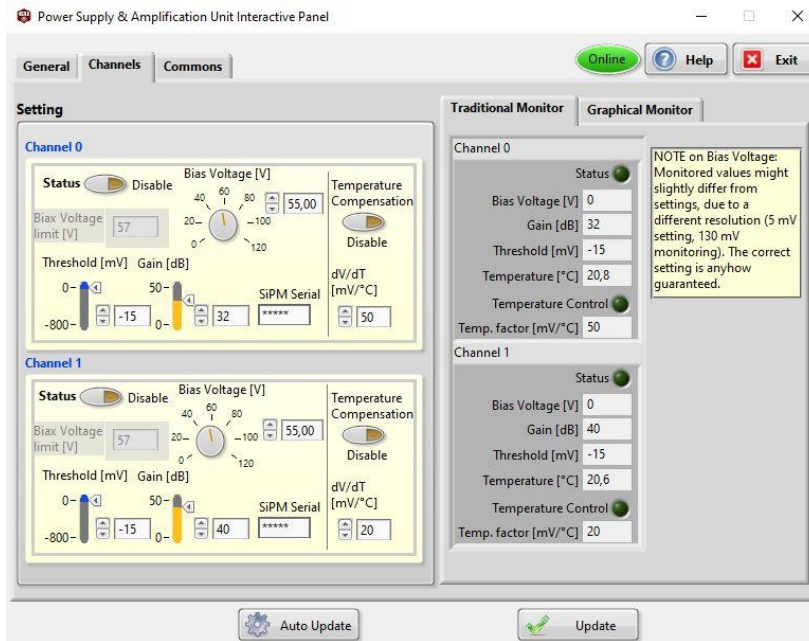 Power Supply & Amplification Unit Interactive Panel
General
Channels
Commons
Online
Help
Exit
Setting
Channel 0
Status
Disable
Biax Voltage
limit [V]
57
Bias Voltage [V]
0
20
40
60
80
100
120
55,00
Temperature
Compensation
Disable
Threshold [mV]
0
-800
-15
Gain [dB]
50
0
32
SiPM Serial
*****
dV/dT
[mV/°C]
50
Channel 1
Status
Disable
Biax Voltage
limit [V]
57
Bias Voltage [V]
0
20
40
60
80
100
120
55,00
Temperature
Compensation
Disable
Threshold [mV]
0
-800
-15
Gain [dB]
50
0
40
SiPM Serial
*****
dV/dT
[mV/°C]
20
Traditional Monitor
Graphical Monitor
Channel 0
Status
Bias Voltage [V] 0
Gain [dB] 32
Threshold [mV] -15
Temperature [°C] 20,8
Temperature Control
Temp. factor [mV/°C] 50
Channel 1
Status
Bias Voltage [V] 0
Gain [dB] 40
Threshold [mV] -15
Temperature [°C] 20,6
Temperature Control
Temp. factor [mV/°C] 20
NOTE on Bias Voltage:
Monitored values might
slightly differ from
settings, due to a
different resolution (5 mV
setting, 130 mV
monitoring). The correct
setting is anyhow
guaranteed.
Auto Update
Update